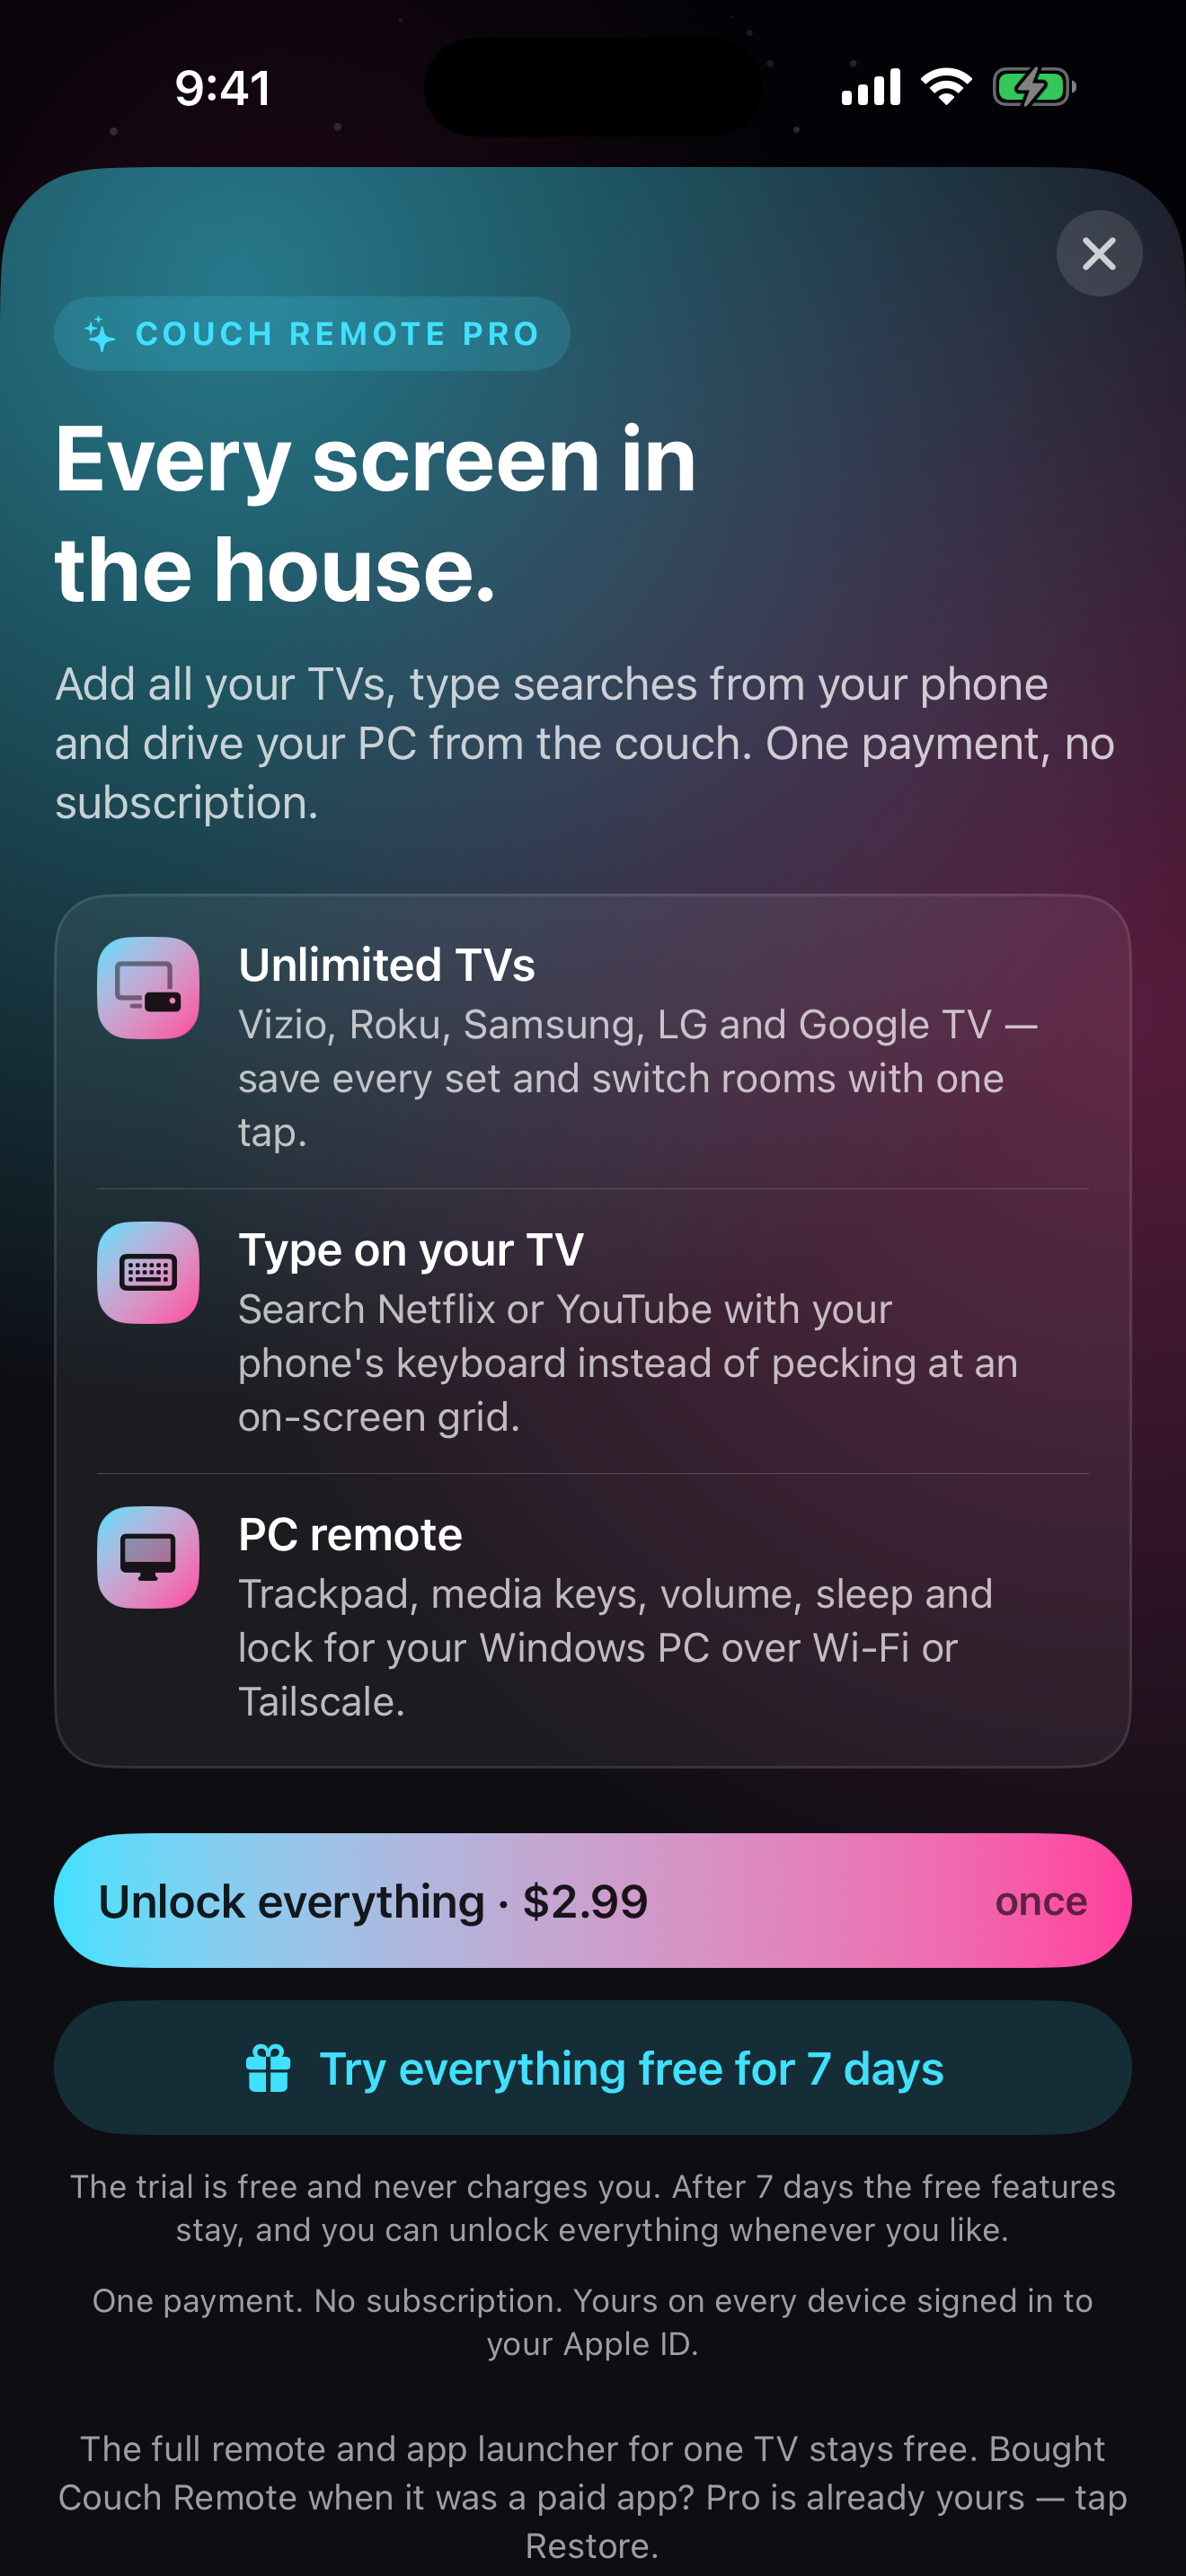 9:41
COUCH REMOTE PRO
Every screen in
the house.
Add all your TVs, type searches from your phone
and drive your PC from the couch. One payment, no
subscription.
Unlimited TVs
Vizio, Roku, Samsung, LG and Google TV —
save every set and switch rooms with one
tap.
Type on your TV
Search Netflix or YouTube with your
phone's keyboard instead of pecking at an
on-screen grid.
PC remote
Trackpad, media keys, volume, sleep and
lock for your Windows PC over Wi-Fi or
Tailscale.
Unlock everything · $2.99 once
Try everything free for 7 days
The trial is free and never charges you. After 7 days the free features
stay, and you can unlock everything whenever you like.
One payment. No subscription. Yours on every device signed in to
your Apple ID.
The full remote and app launcher for one TV stays free. Bought
Couch Remote when it was a paid app? Pro is already yours — tap
Restore.